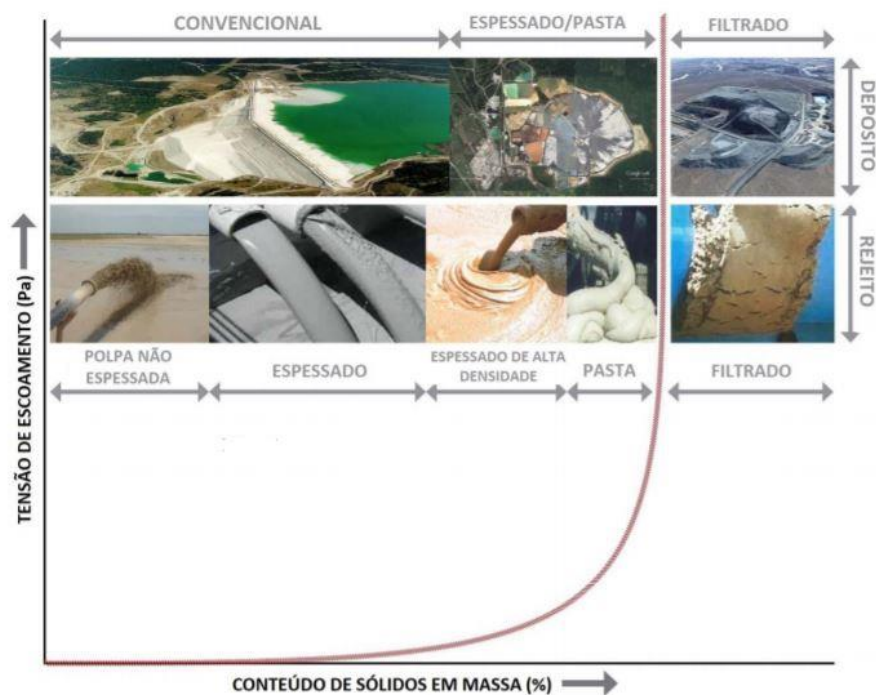 CONVENCIONAL
ESPESSADO/PASTA
FILTRADO
DEPÓSITO
REJEITO
POLPA NÃO
ESPESSADA
ESPESSADO
ESPESSADO DE ALTA
DENSIDADE
PASTA
FILTRADO
TENSÃO DE ESCOAMENTO (Pa)
CONTEÚDO DE SÓLIDOS EM MASSA (%)